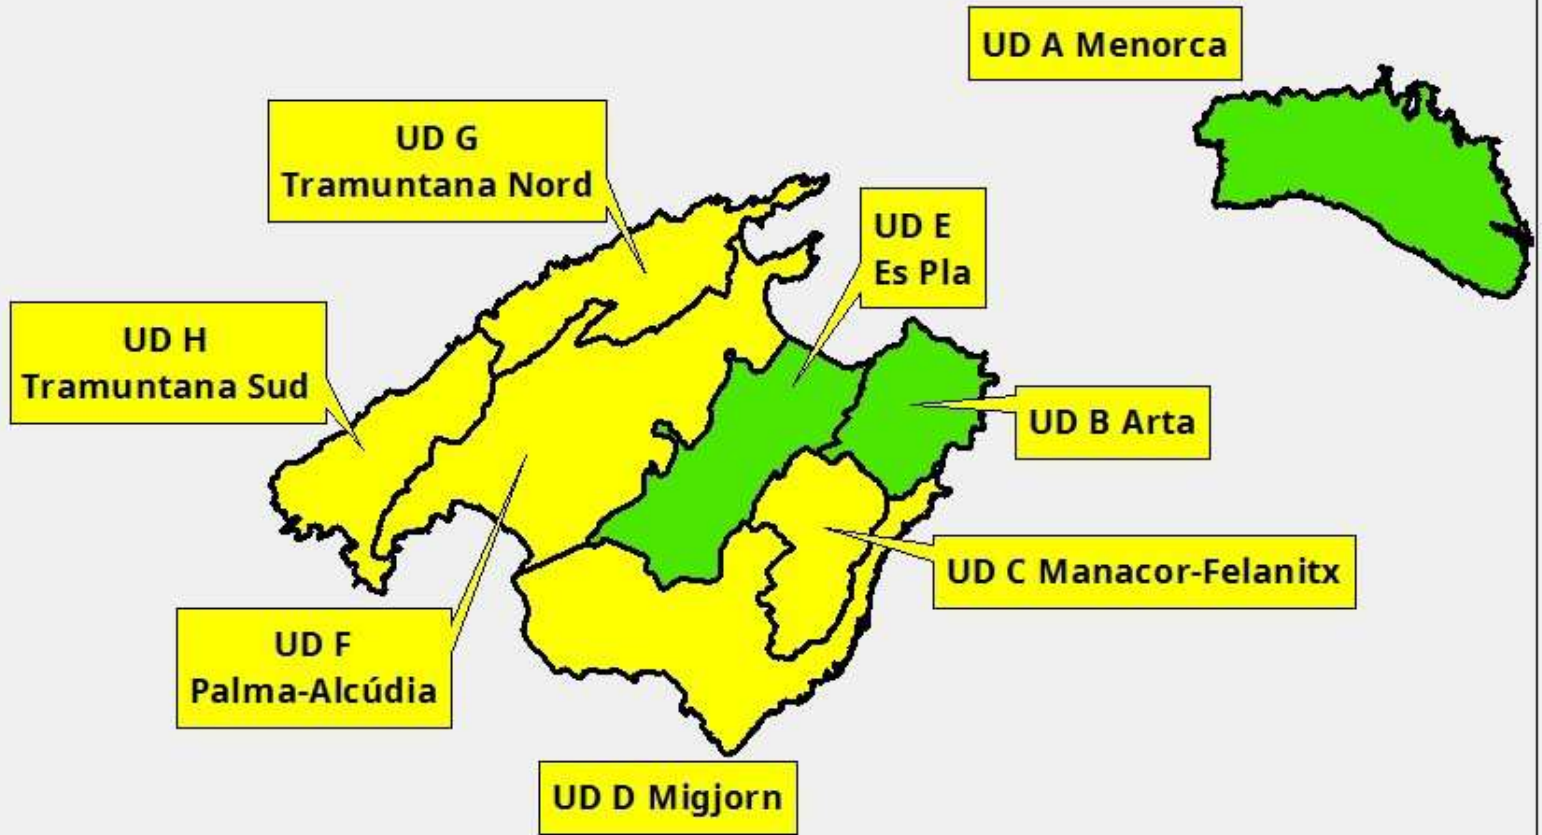 UD A Menorca
UD G
Tramuntana Nord
UD E
Es Pla
UD H
Tramuntana Sud
UD B Arta
UD C Manacor-Felanitx
UD F
Palma-Alcúdia
UD D Migjorn